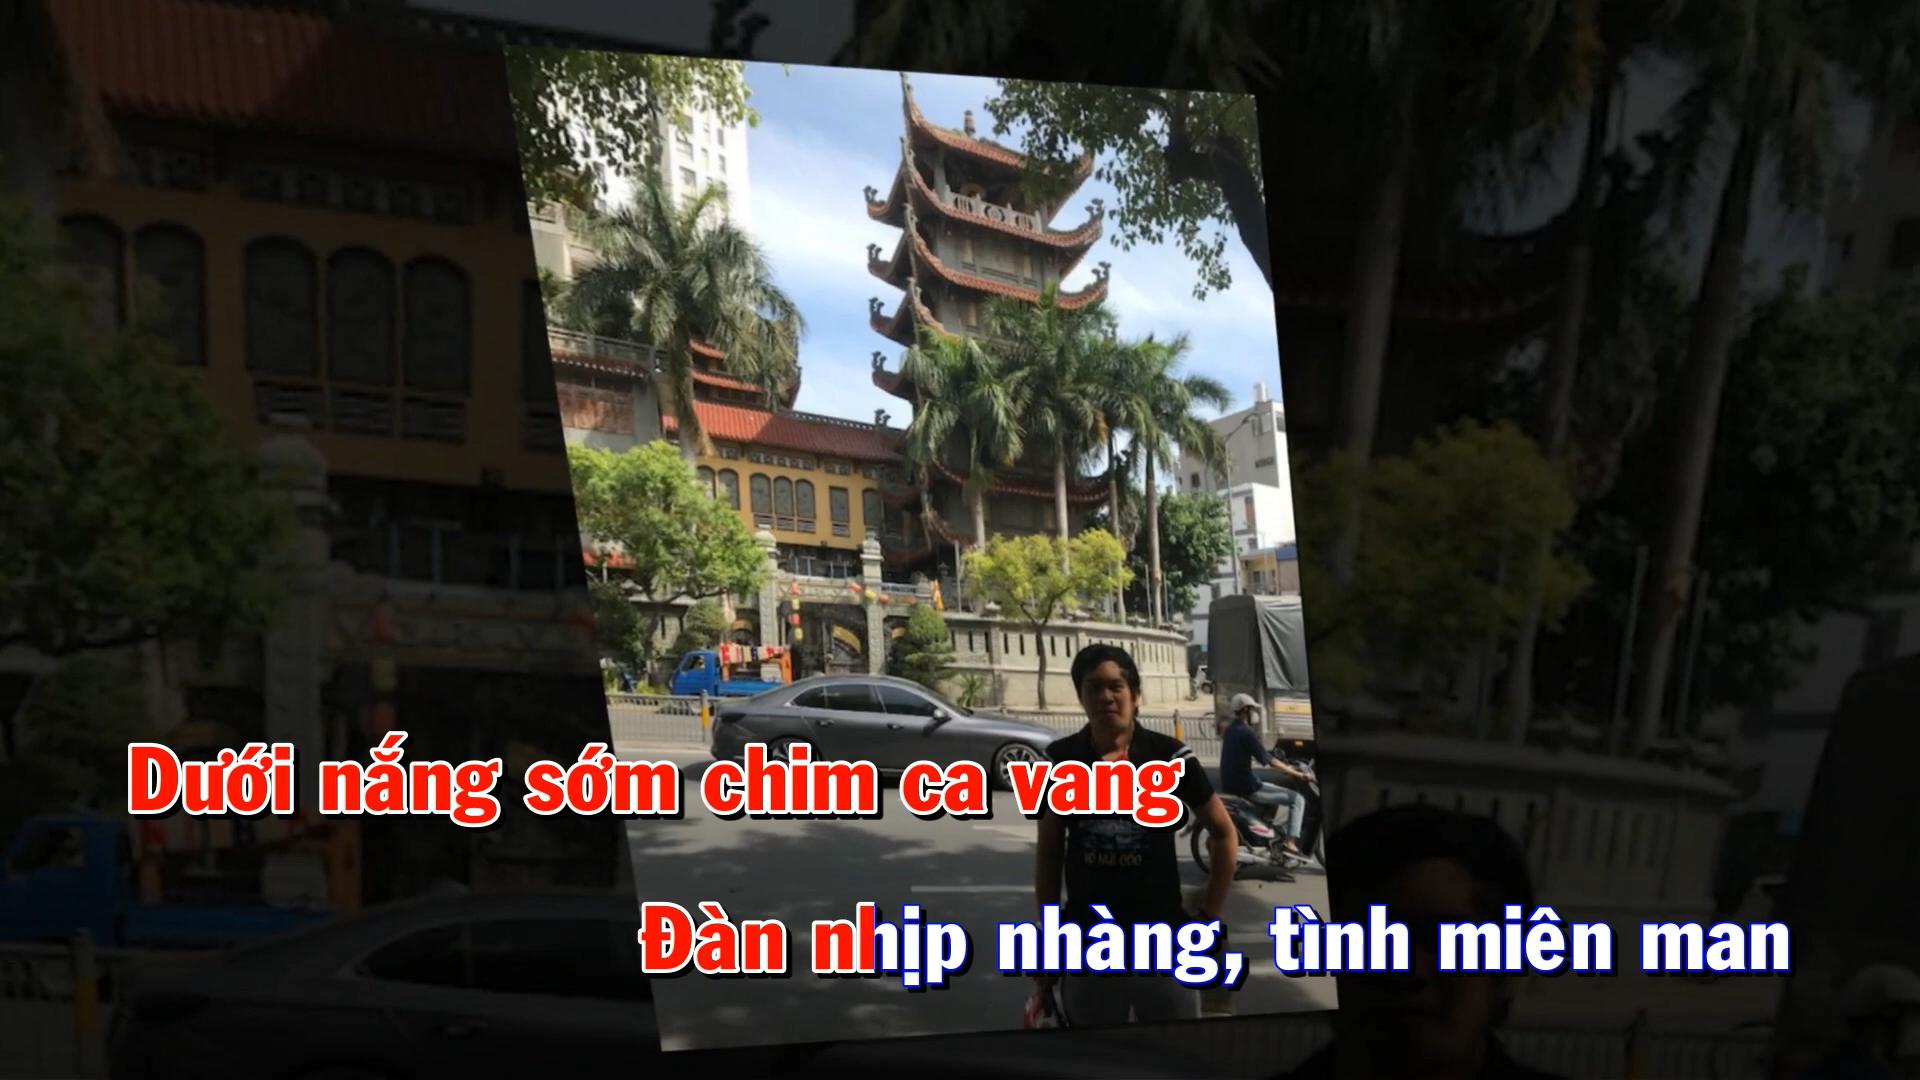 Dưới nắng sớm chim ca vang
Đàn nhịp nhàng, tình miên man